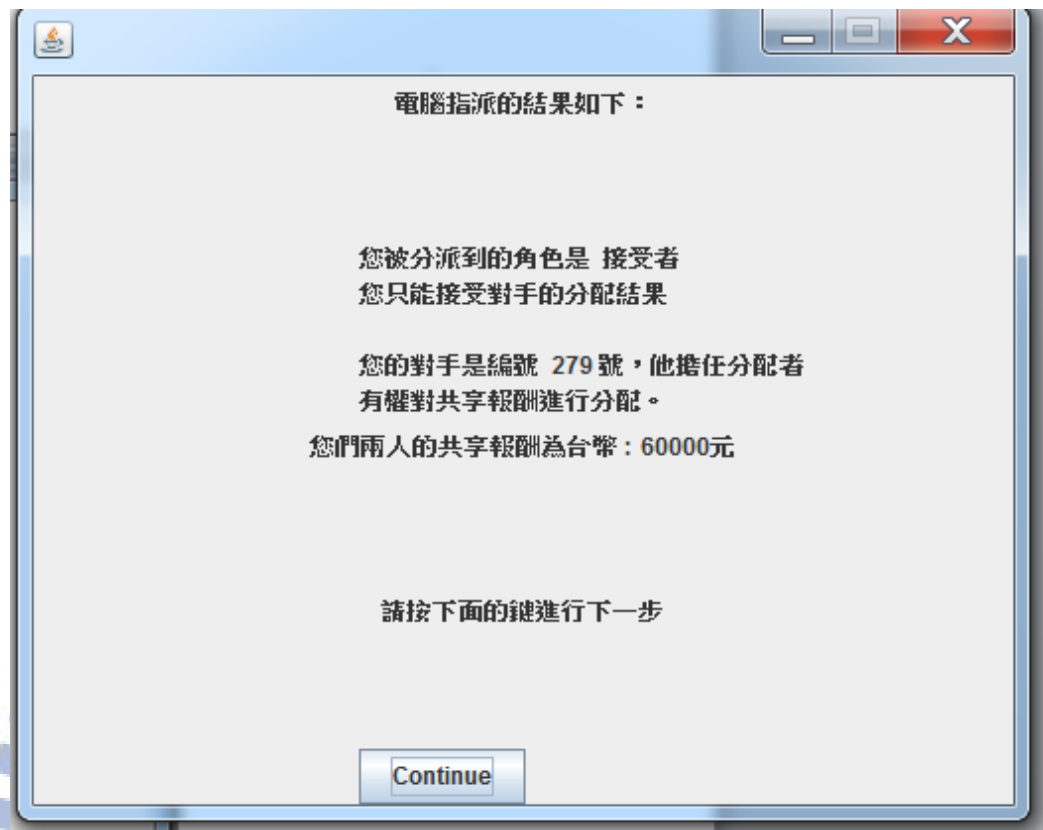 電腦指派的結果如下：
您被分派到的角色是 接受者
您只能接受對手的分配結果
您的對手是編號 279 號，他擔任分配者
有權對共享報酬進行分配。
您們兩人的共享報酬為台幣：60000元
請按下面的鍵進行下一步
Continue